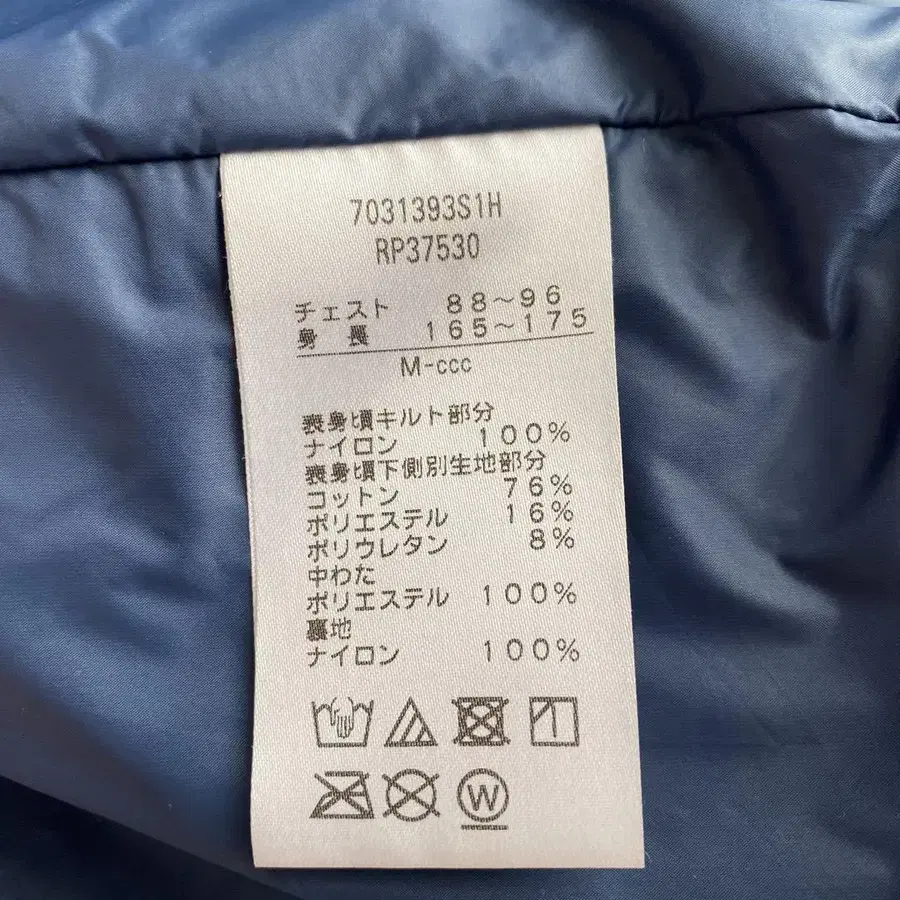 7031393S1H
RP37530
チェスト 88～96
身長 165～175
M-ccc
表身頃キルト部分
ナイロン 100%
表身頃下側別生地部分
コットン 76%
ポリエステル 16%
ポリウレタン 8%
中わた
ポリエステル 100%
裏地
ナイロン 100%
W